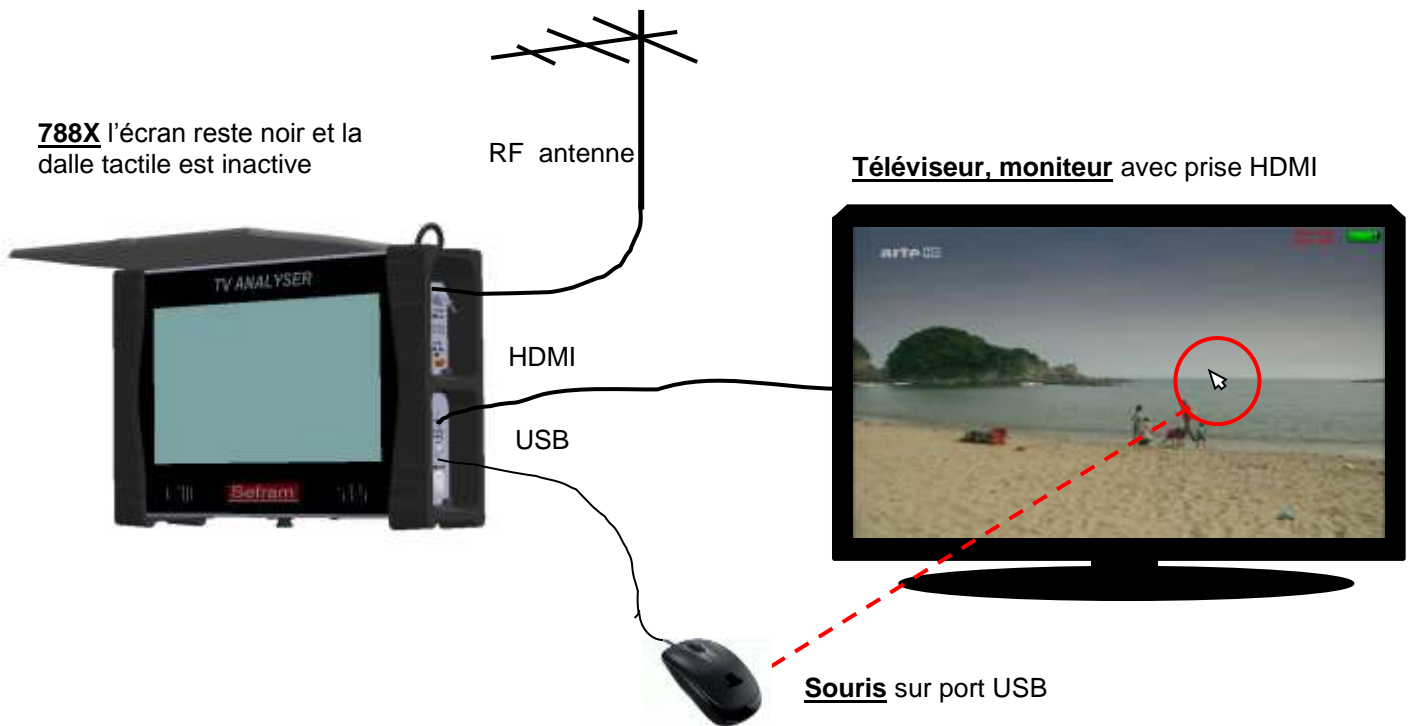 788X l’écran reste noir et la
dalle tactile est inactive
RF antenne
Téléviseur, moniteur avec prise HDMI
TV ANALYSER
arte HD
HDMI
USB
Sefram
Souris sur port USB